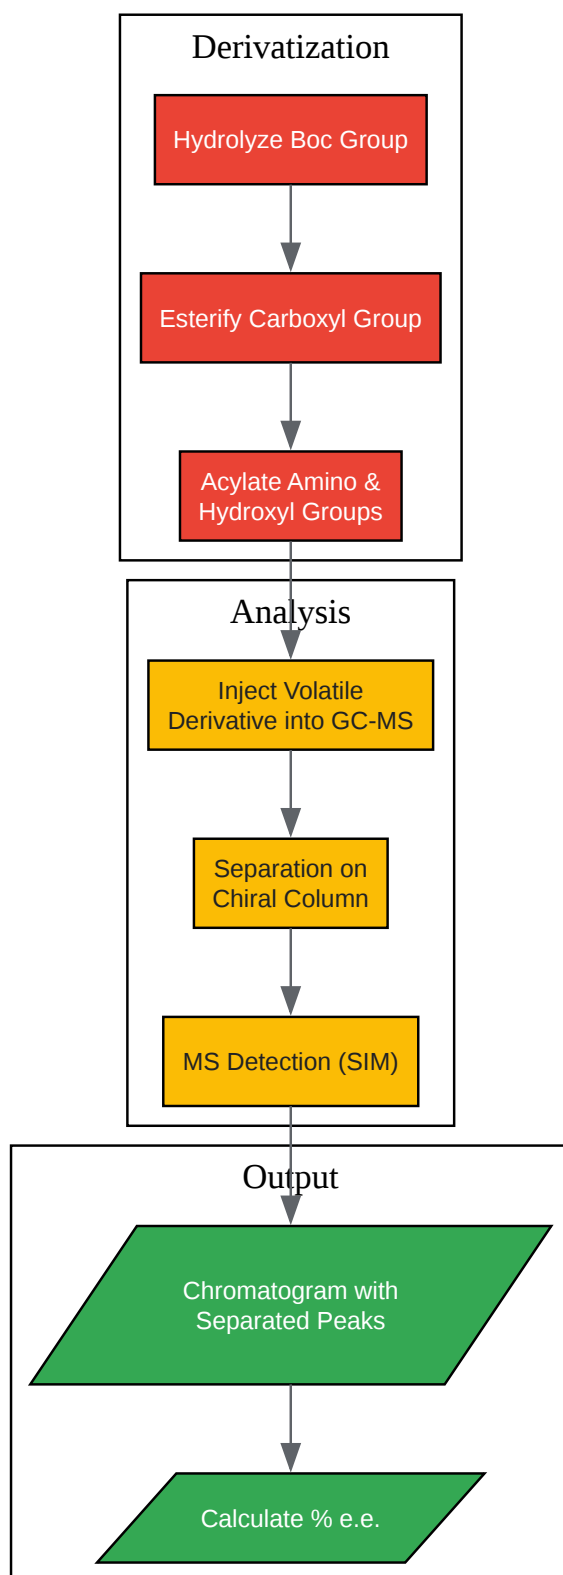 Derivatization
Hydrolyze Boc Group
Esterify Carboxyl Group
Acylate Amino &
Hydroxyl Groups
Analysis
Inject Volatile
Derivative into GC-MS
Separation on
Chiral Column
MS Detection (SIM)
Output
Chromatogram with
Separated Peaks
Calculate % e.e.